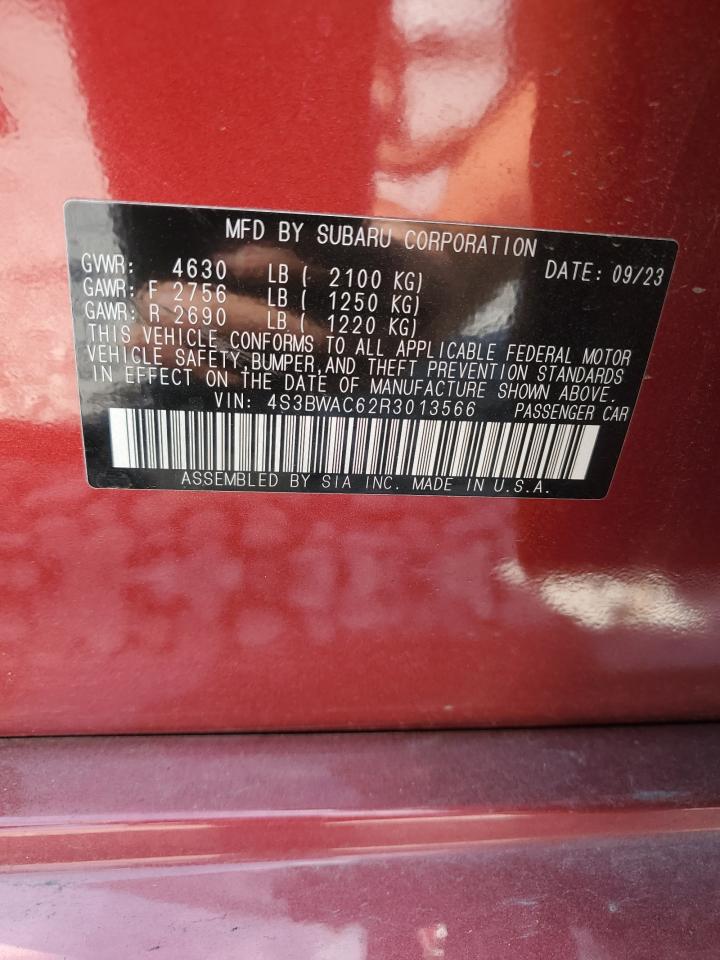 MFD BY SUBARU CORPORATION
GVWR: 4630 LB ( 2100 KG) DATE: 09/23
GAWR: F 2756 LB ( 1250 KG)
GAWR: R 2690 LB ( 1220 KG)
THIS VEHICLE CONFORMS TO ALL APPLICABLE FEDERAL MOTOR
VEHICLE SAFETY,BUMPER,AND THEFT PREVENTION STANDARDS
IN EFFECT ON THE DATE OF MANUFACTURE SHOWN ABOVE.
VIN: 4S3BWAC62R3013566 PASSENGER CAR
ASSEMBLED BY SIA INC. MADE IN U.S.A.